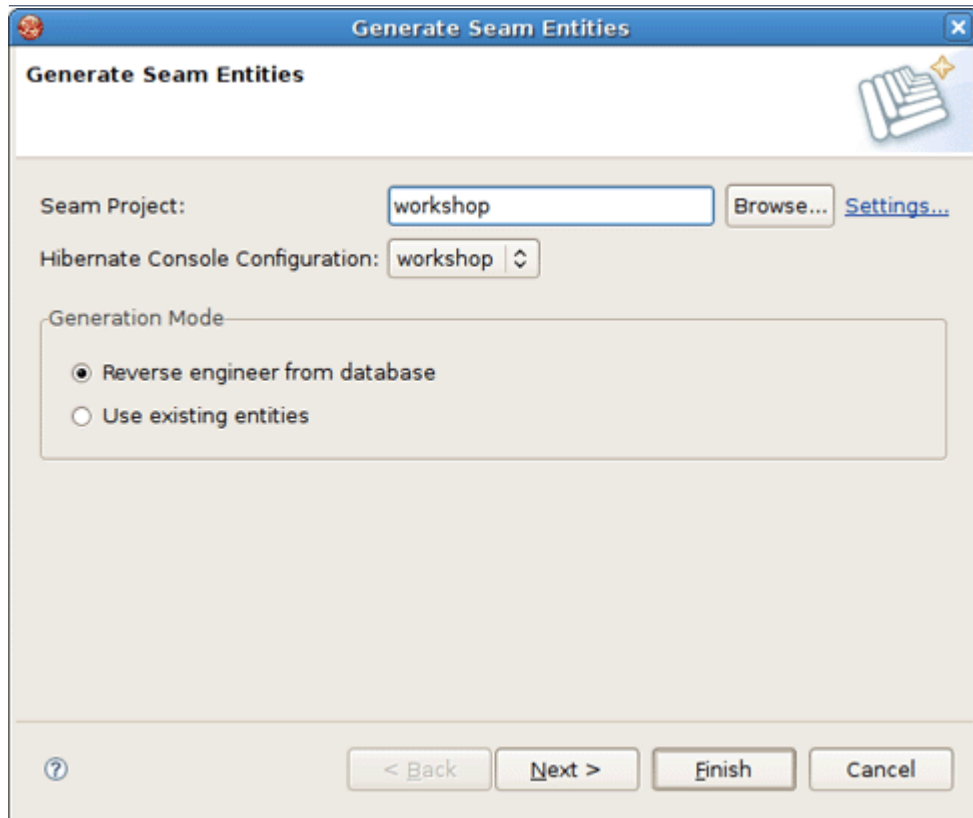 Generate Seam Entities
Generate Seam Entities
Seam Project: workshop Browse... Settings...
Hibernate Console Configuration: workshop
Generation Mode
Reverse engineer from database
Use existing entities
? < Back Next > Finish Cancel